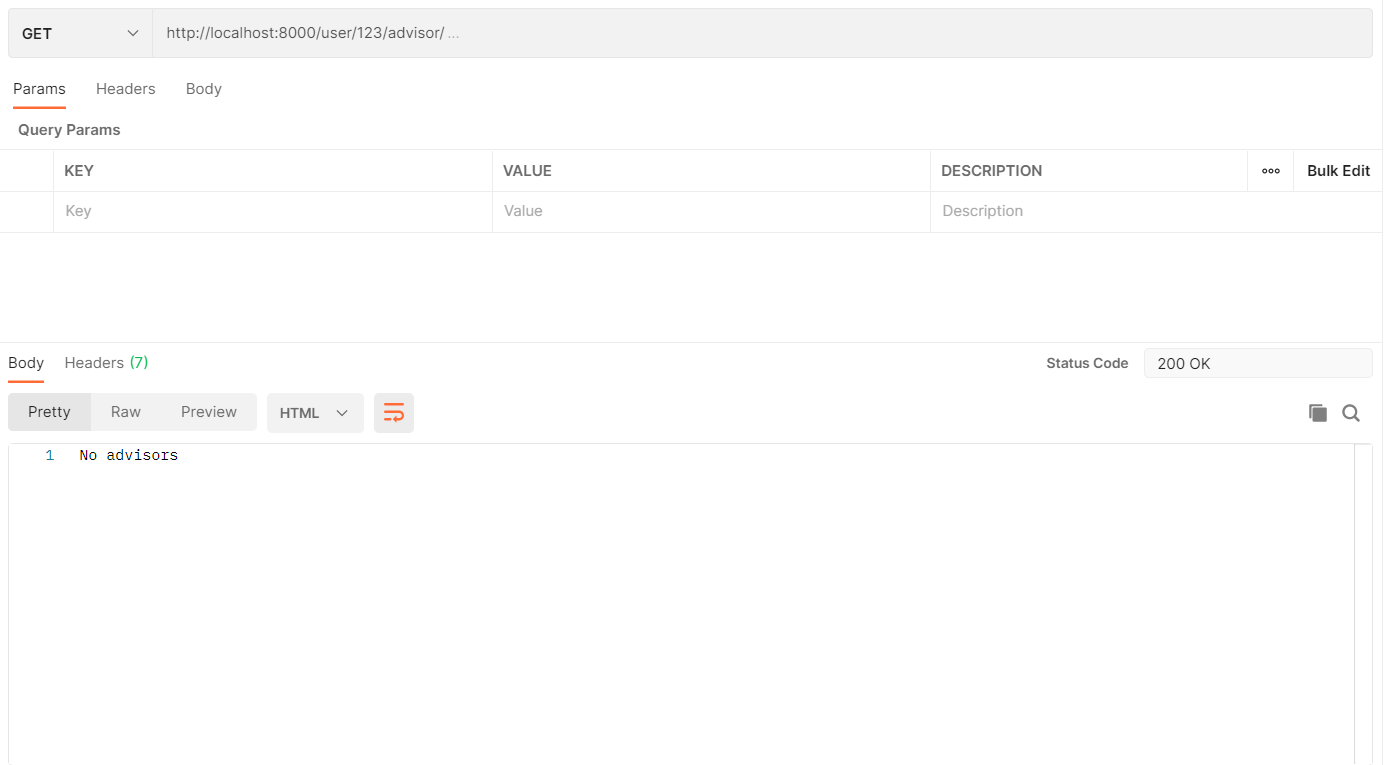 GET http://localhost:8000/user/123/advisor/ ...
Params Headers Body
Query Params
KEY VALUE DESCRIPTION ooo Bulk Edit
Key Value Description
Body Headers (7) Status Code 200 OK
Pretty Raw Preview HTML
1 No advisors